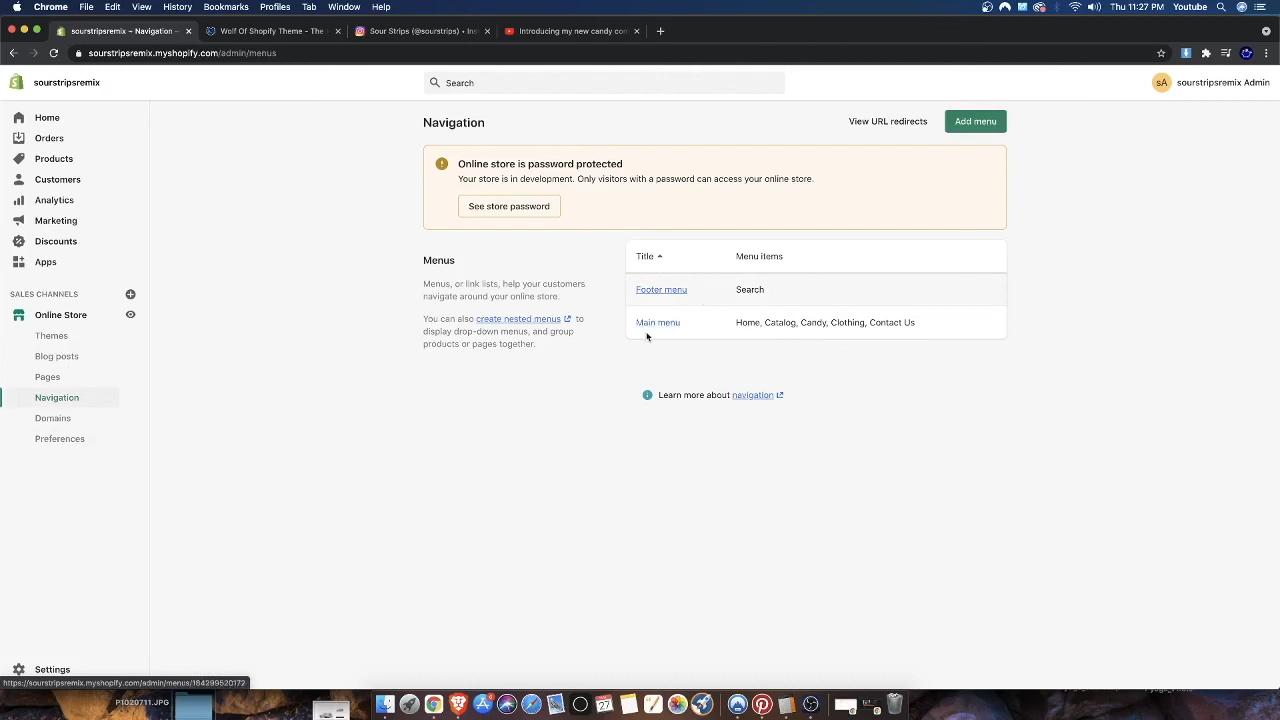 Chrome File Edit View History Bookmarks Profiles Tab Window Help
Thu 11:27 PM Youtube
sourstripsremix ~ Navigation ~
Wolf Of Shopify Theme - The
Sour Strips (@sourstrips) • Ins
Introducing my new candy com
sourstripsremix.myshopify.com/admin/menus
sourstripsremix
Search
sA sourstripsremix Admin
Home
Orders
Products
Customers
Analytics
Marketing
Discounts
Apps
SALES CHANNELS
Online Store
Themes
Blog posts
Pages
Navigation
Domains
Preferences
Settings
Navigation
View URL redirects
Add menu
Online store is password protected
Your store is in development. Only visitors with a password can access your online store.
See store password
Menus
Menus, or link lists, help your customers
navigate around your online store.
You can also create nested menus to
display drop-down menus, and group
products or pages together.
Title Menu items
Footer menu Search
Main menu Home, Catalog, Candy, Clothing, Contact Us
Learn more about navigation
https://sourstripsremix.myshopify.com/admin/menus/184299520172
P1020711.JPG